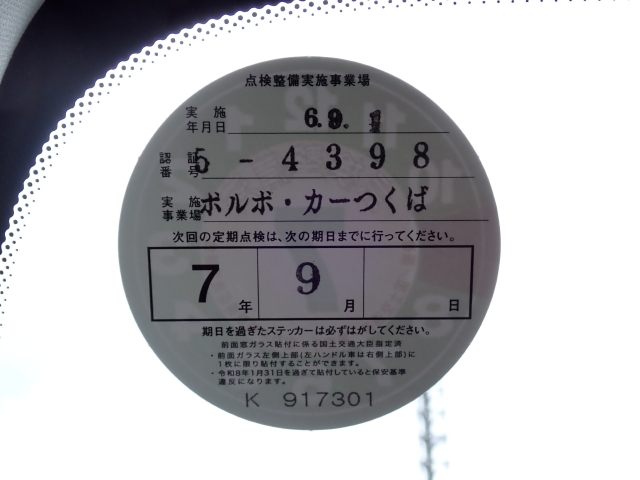 点検整備実施事業場
実施年月日 6.9.1
認証番号 5-4398
実施事業場 ボルボ・カーつくば
次回の定期点検は、次の期日までに行ってください。
7年 9月 日
期日を過ぎたステッカーは必ずはがしてください。
前面窓ガラス貼付に係る国土交通大臣指定済
・前面ガラス左側上部(左ハンドル車は右側上部)に
1枚に限り貼付することができます。
・令和8年1月31日を過ぎて貼付していると保安基準
違反になります。
K 917301